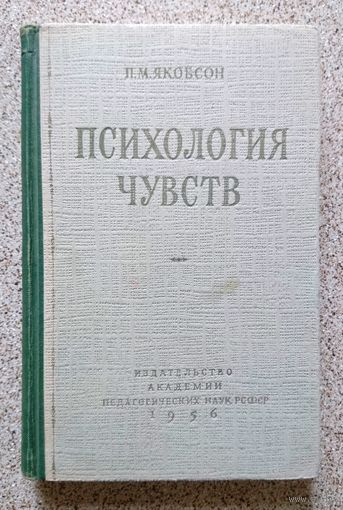 П.М.ЯКОБСОН
ПСИХОЛОГИЯ
ЧУВСТВ
ИЗДАТЕЛЬСТВО
АКАДЕМИИ
ПЕДАГОГИЧЕСКИХ НАУК РСФСР
1956